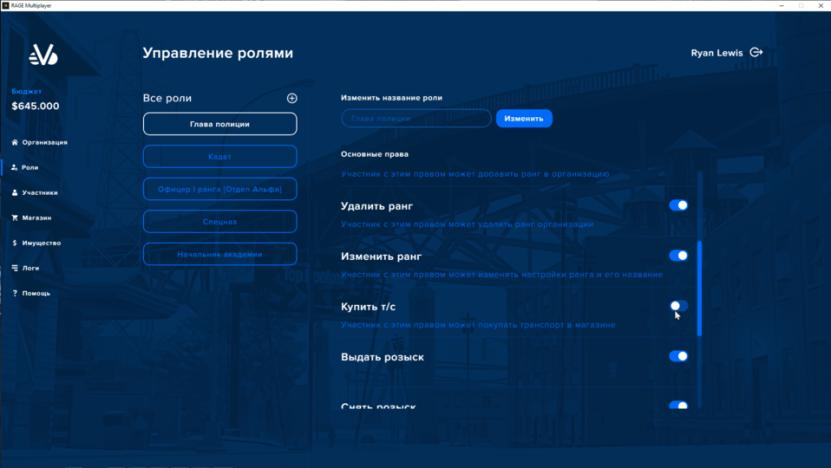 RAGE Multiplayer
Управление ролями
Ryan Lewis
Бюджет
$645.000
Организация
Роли
Участники
Магазин
$ Имущество
Логи
? Помощь
Все роли
Глава полиции
Кадет
Офицер I ранга [Отдел Альфа]
Спецназ
Начальник академии
Изменить название роли
Глава полиции
Изменить
Основные права
Участник с этим правом может добавить ранг в организацию
Удалить ранг
Участник с этим правом может удалять ранг организации
Изменить ранг
Участник с этим правом может изменять настройки ранга и его название
Купить т/с
Участник с этим правом может покупать транспорт в магазине
Выдать розыск
Снять розыск